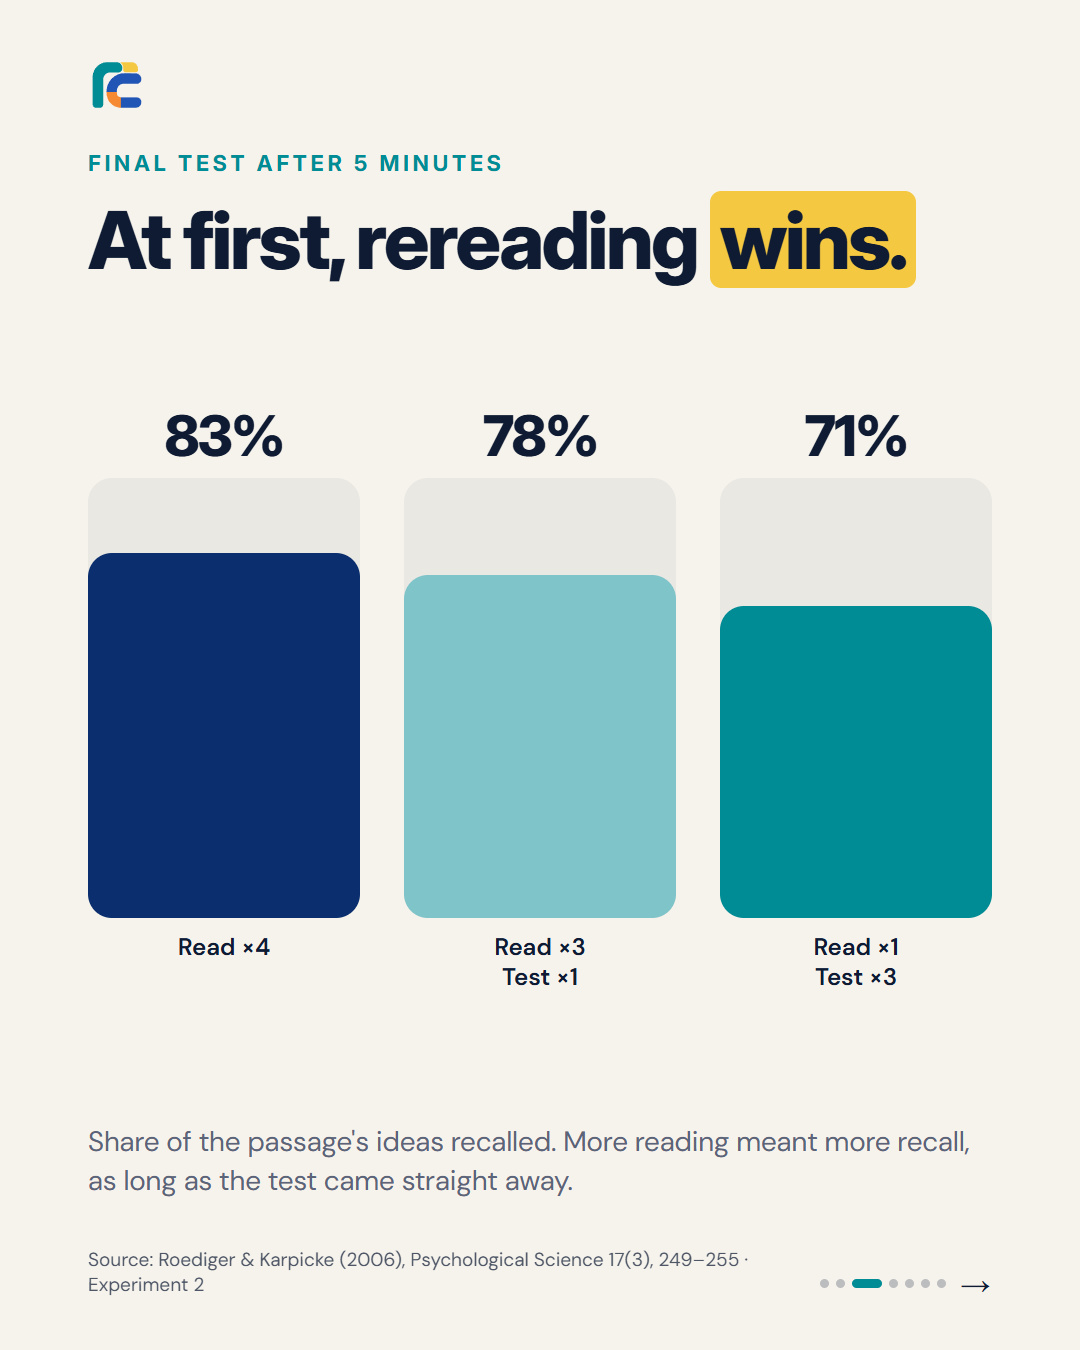 FINAL TEST AFTER 5 MINUTES
At first, rereading wins.
83%
78%
71%
Read ×4
Read ×3
Test ×1
Read ×1
Test ×3
Share of the passage's ideas recalled. More reading meant more recall,
as long as the test came straight away.
Source: Roediger & Karpicke (2006), Psychological Science 17(3), 249–255 ·
Experiment 2
→